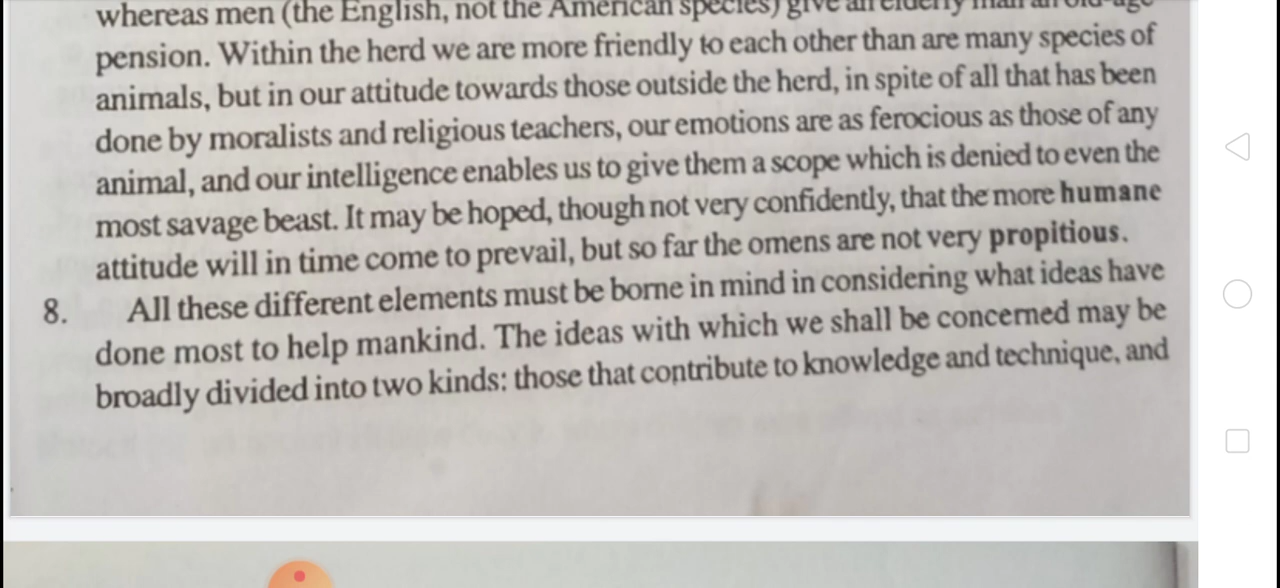 whereas men (the English, not the American species) give an elderly man an old-age
pension. Within the herd we are more friendly to each other than are many species of
animals, but in our attitude towards those outside the herd, in spite of all that has been
done by moralists and religious teachers, our emotions are as ferocious as those of any
animal, and our intelligence enables us to give them a scope which is denied to even the
most savage beast. It may be hoped, though not very confidently, that the more humane
attitude will in time come to prevail, but so far the omens are not very propitious.
8. All these different elements must be borne in mind in considering what ideas have
done most to help mankind. The ideas with which we shall be concerned may be
broadly divided into two kinds: those that contribute to knowledge and technique, and